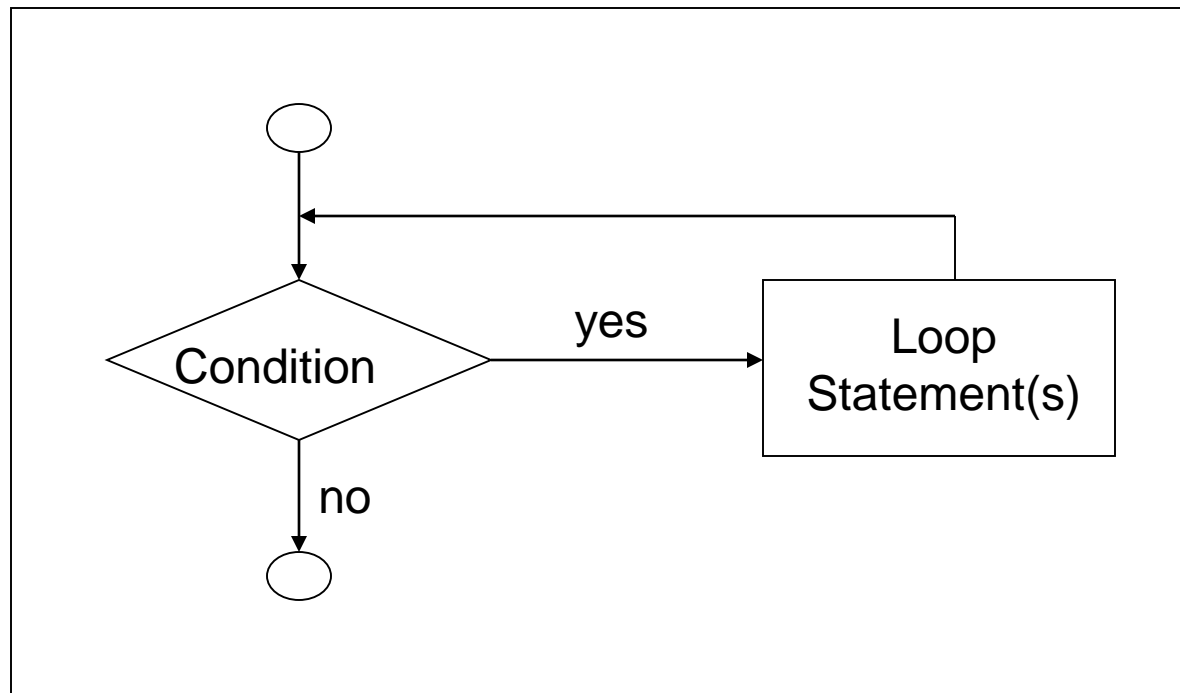 yes
Condition
Loop
Statement(s)
no